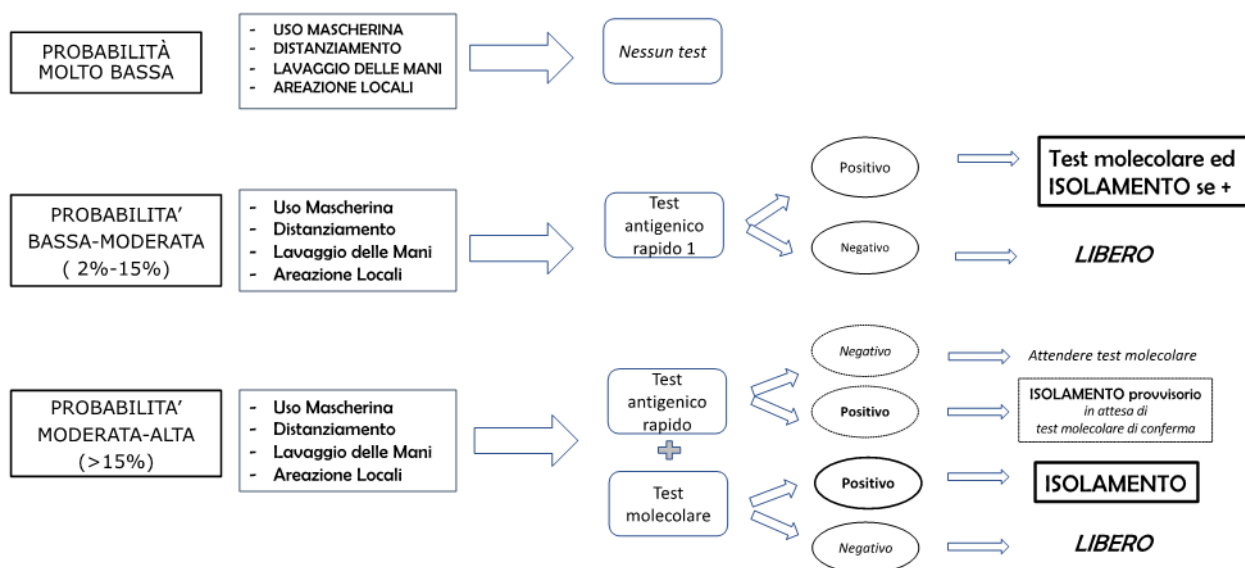 PROBABILITÀ
MOLTO BASSA
- USO MASCHERINA
- DISTANZIAMENTO
- LAVAGGIO DELLE MANI
- AREAZIONE LOCALI
Nessun test
PROBABILITA'
BASSA-MODERATA
( 2%-15%)
- Uso Mascherina
- Distanziamento
- Lavaggio delle Mani
- Areazione Locali
Test
antigenico
rapido 1
Positivo
Test molecolare ed
ISOLAMENTO se +
Negativo
LIBERO
PROBABILITA'
MODERATA-ALTA
(>15%)
- Uso Mascherina
- Distanziamento
- Lavaggio delle Mani
- Areazione Locali
Test
antigenico
rapido
Negativo
Attendere test molecolare
Positivo
ISOLAMENTO provvisorio
in attesa di
test molecolare di conferma
Test
molecolare
Positivo
ISOLAMENTO
Negativo
LIBERO